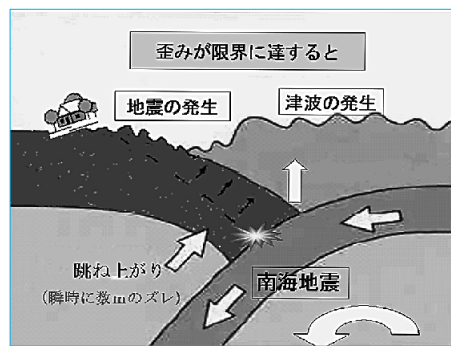 歪みが限界に達すると
地震の発生
津波の発生
跳ね上がり
(瞬時に数mのズレ)
南海地震